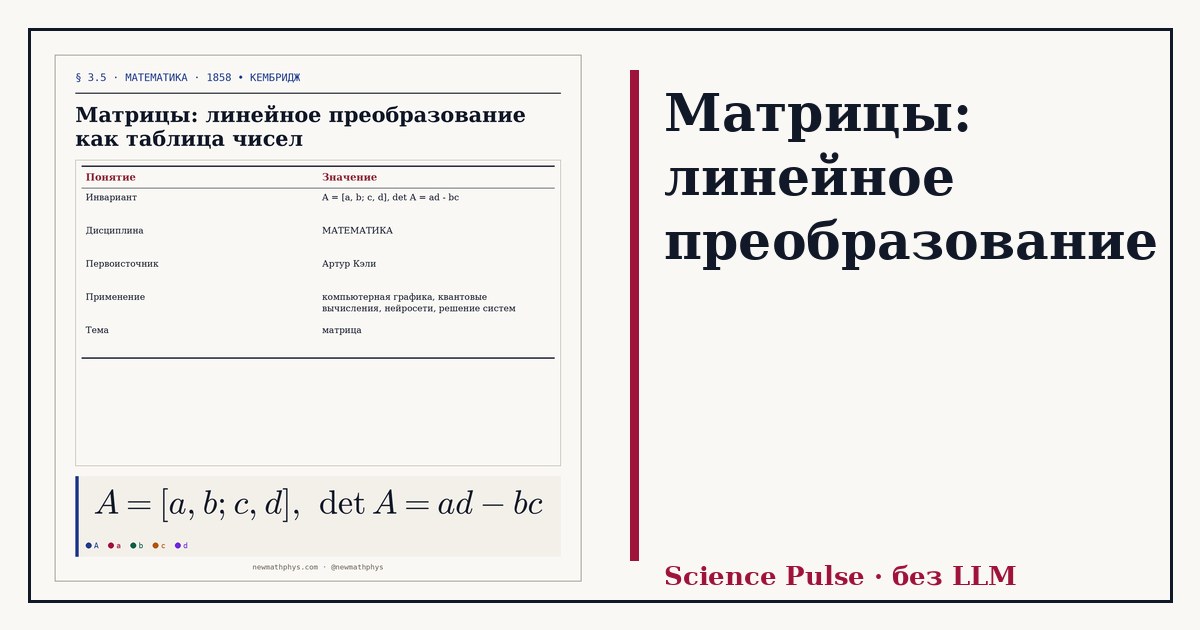 § 3.5 · МАТЕМАТИКА · 1858 • КЕМБРИДЖ
Матрицы: линейное преобразование
как таблица чисел
Понятие Значение
Инвариант A = [a, b; c, d], det A = ad - bc
Дисциплина МАТЕМАТИКА
Первоисточник Артур Кэли
Применение компьютерная графика, квантовые
вычисления, нейросети, решение систем
Тема матрица
A = [a, b; c, d], det A = ad − bc
A a b c d
newmathphys.com · @newmathphys
Матрицы:
линейное
преобразование
Science Pulse · без LLM